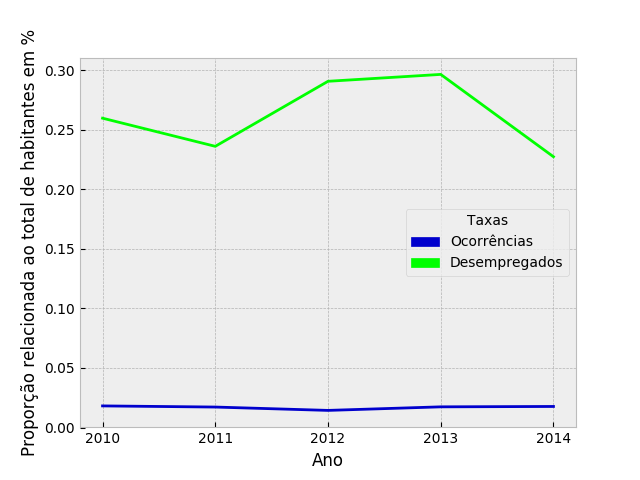 Proporção relacionada ao total de habitantes em %
0.30
0.25
0.20
0.15
0.10
0.05
0.00
Taxas
Ocorrências
Desempregados
2010 2011 2012 2013 2014
Ano